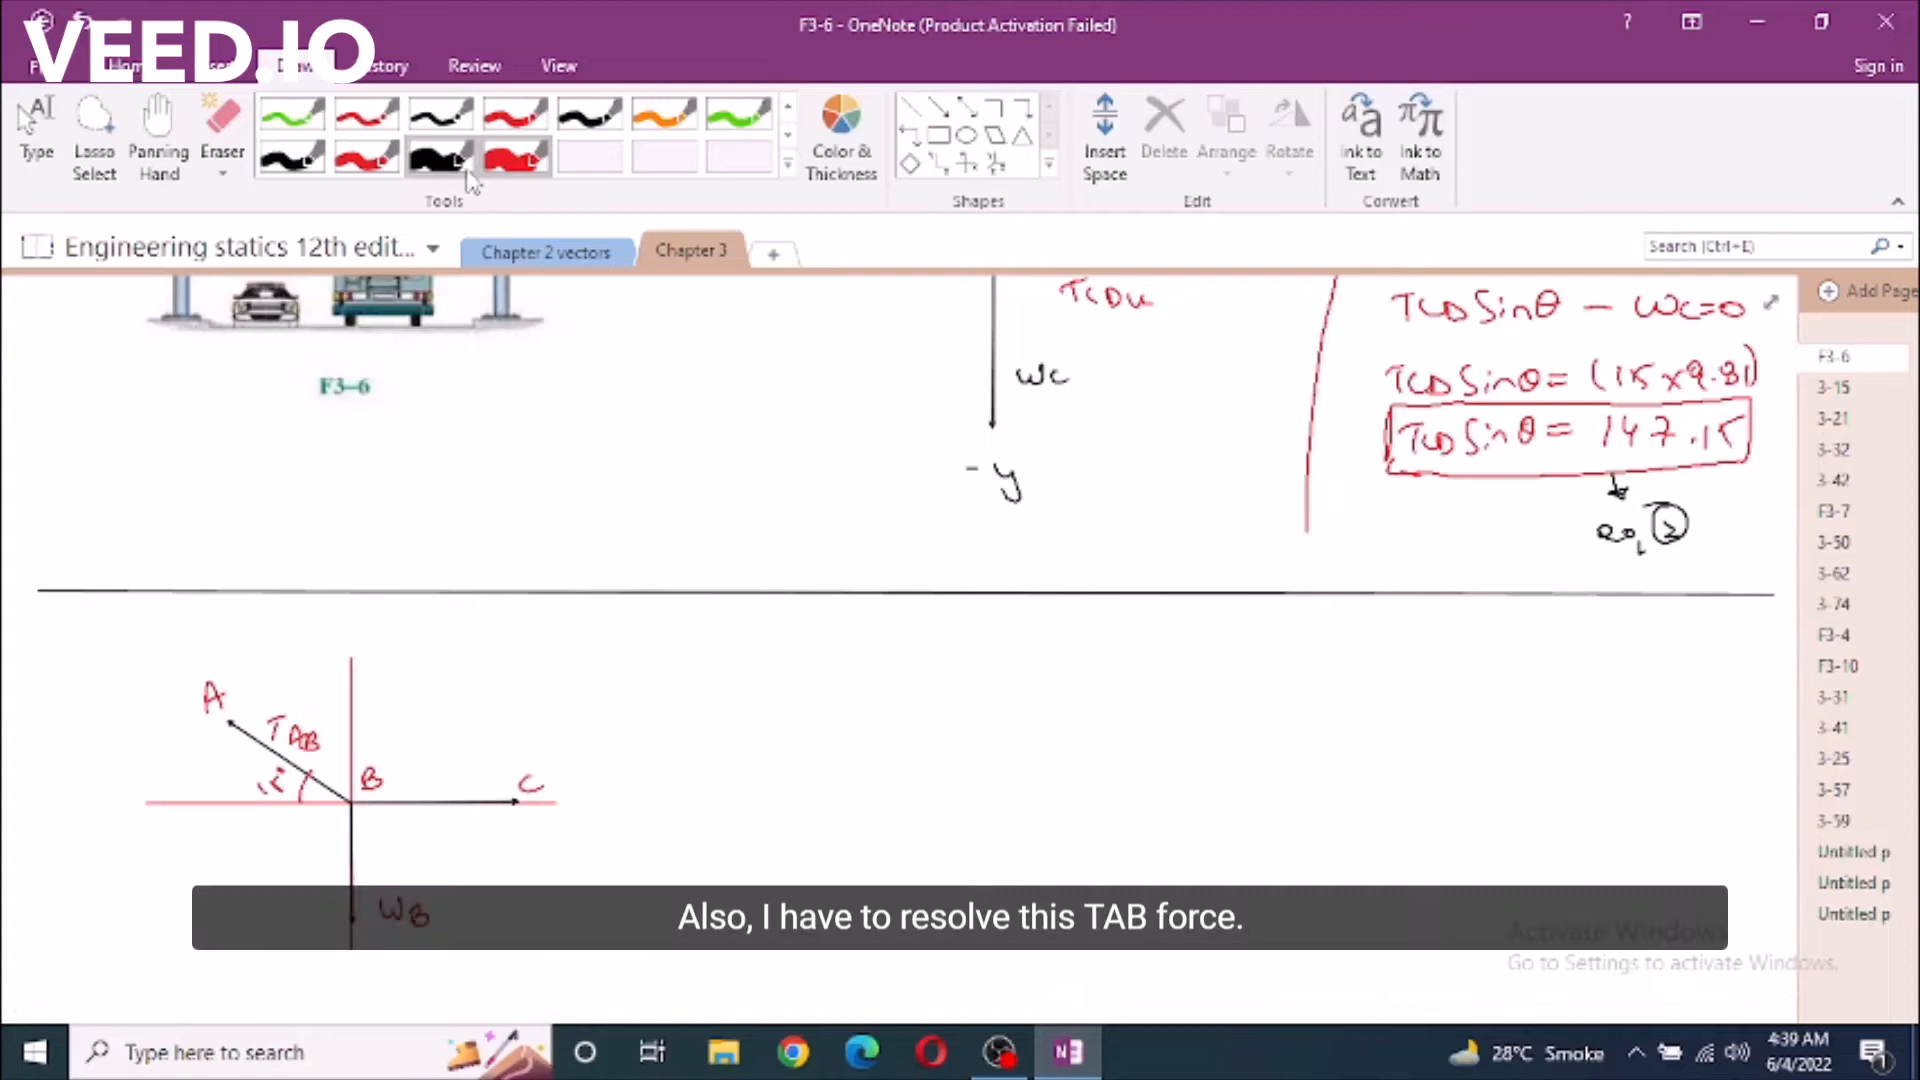 VEED.IO
F3-6 - OneNote (Product Activation Failed)
?
Review
View
Sign in
Type
Lasso Select
Panning Hand
Eraser
Color & Thickness
Insert Space
Delete
Arrange
Rotate
Ink to Text
Ink to Math
Tools
Shapes
Edit
Convert
Engineering statics 12th edit...
Chapter 2 vectors
Chapter 3
Search (Ctrl+E)
Add Page
F3-6
3-15
3-21
3-32
3-42
F3-7
3-50
3-62
3-74
F3-4
F3-10
3-31
3-41
3-25
3-57
3-59
Untitled p
Untitled p
Untitled p
F3–6
TCDx
WC
- y
TCD Sinθ - WC=0
TCD Sinθ = (15x9.81)
TCD Sinθ = 147.15
eq, 2
A
TAB
B
C
WB
Also, I have to resolve this TAB force.
Activate Windows
Go to Settings to activate Windows.
Type here to search
28°C Smoke
4:39 AM
6/4/2022